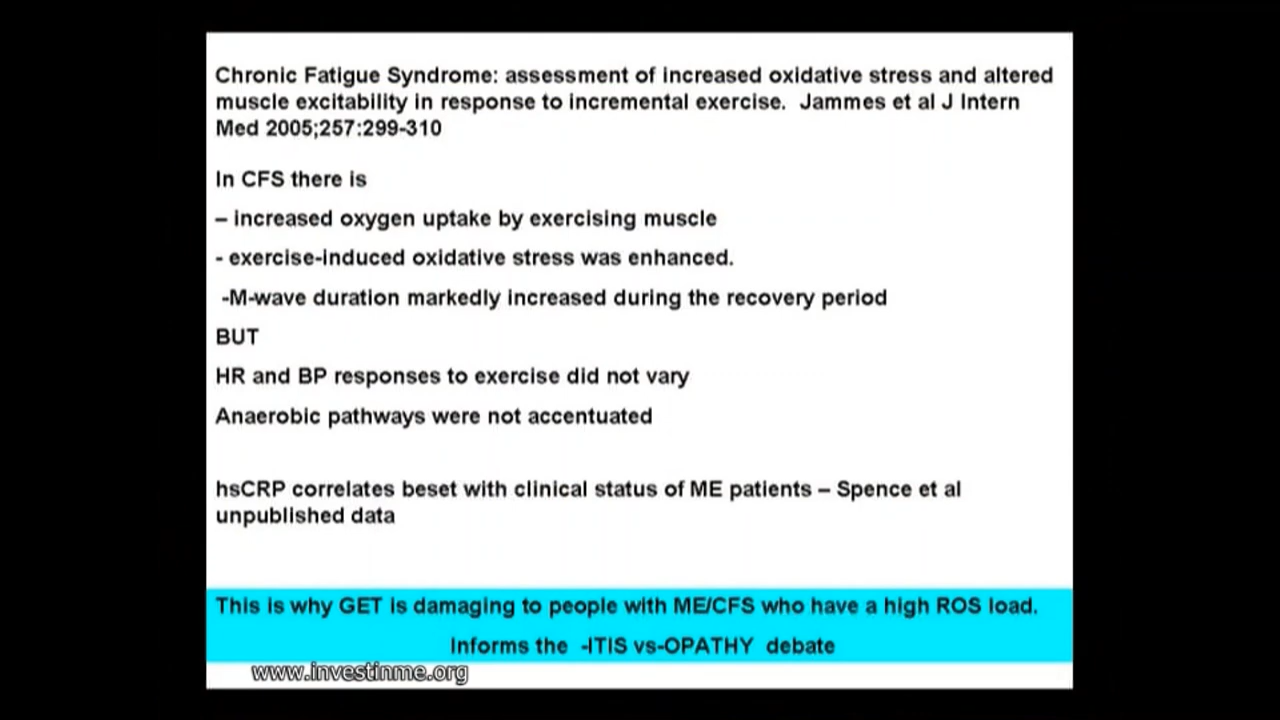 Chronic Fatigue Syndrome: assessment of increased oxidative stress and altered
muscle excitability in response to incremental exercise.  Jammes et al J Intern
Med 2005;257:299-310
In CFS there is
– increased oxygen uptake by exercising muscle
- exercise-induced oxidative stress was enhanced.
-M-wave duration markedly increased during the recovery period
BUT
HR and BP responses to exercise did not vary
Anaerobic pathways were not accentuated
hsCRP correlates beset with clinical status of ME patients – Spence et al
unpublished data
This is why GET is damaging to people with ME/CFS who have a high ROS load.
Informs the  -ITIS vs-OPATHY  debate
www.investinme.org